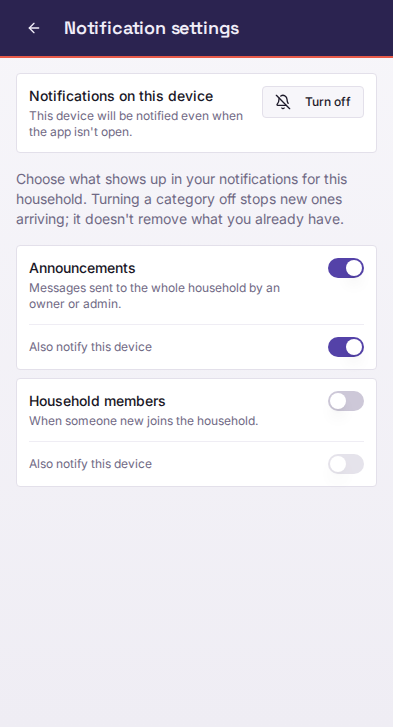 Notification settings
Notifications on this device
This device will be notified even when
the app isn't open.
Turn off
Choose what shows up in your notifications for this
household. Turning a category off stops new ones
arriving; it doesn't remove what you already have.
Announcements
Messages sent to the whole household by an
owner or admin.
Also notify this device
Household members
When someone new joins the household.
Also notify this device